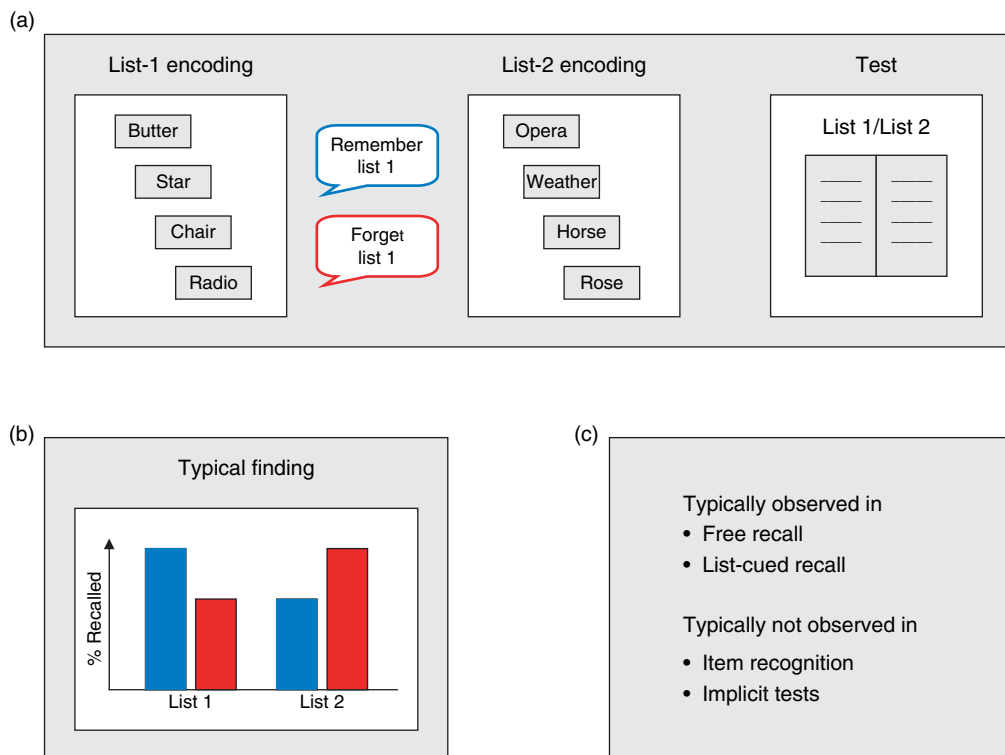 (a)
List-1 encoding
List-2 encoding
Test
Butter
Star
Chair
Radio
Remember
list 1
Forget
list 1
Opera
Weather
Horse
Rose
List 1/List 2
(b)
Typical finding
% Recalled
List 1
List 2
(c)
Typically observed in
• Free recall
• List-cued recall
Typically not observed in
• Item recognition
• Implicit tests